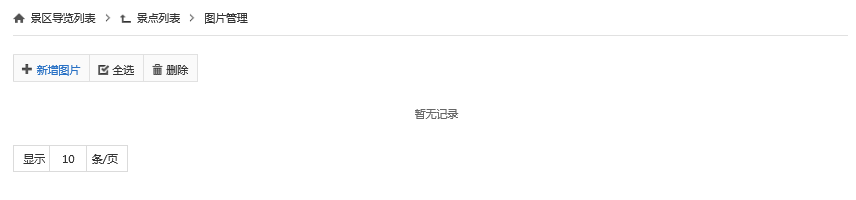 景区导览列表 > 景点列表 > 图片管理
新增图片 全选 删除
暂无记录
显示 10 条/页